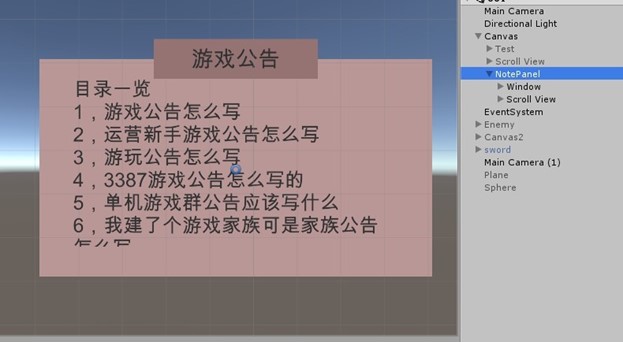 游戏公告
目录一览
1，游戏公告怎么写
2，运营新手游戏公告怎么写
3，游玩公告怎么写
4，3387游戏公告怎么写的
5，单机游戏群公告应该写什么
6，我建了个游戏家族可是家族公告
怎么写
Main Camera
Directional Light
Canvas
Test
Scroll View
NotePanel
Window
Scroll View
EventSystem
Enemy
Canvas2
sword
Main Camera (1)
Plane
Sphere